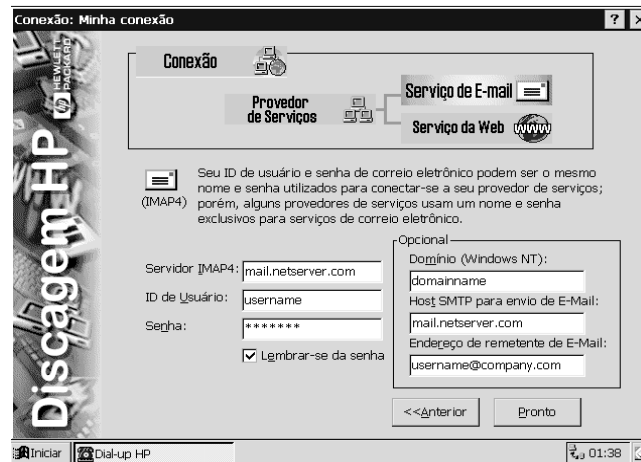 Conexão: Minha conexão
HEWLETT
PACKARD
Discagem HP
Conexão
Provedor
de Serviços
Serviço de E-mail
Serviço da Web
WWW
(IMAP4)
Seu ID de usuário e senha de correio eletrônico podem ser o mesmo
nome e senha utilizados para conectar-se a seu provedor de serviços;
porém, alguns provedores de serviços usam um nome e senha
exclusivos para serviços de correio eletrônico.
Servidor IMAP4:
mail.netserver.com
ID de Usuário:
username
Senha:
*******
Lembrar-se da senha
Opcional
Domínio (Windows NT):
domainname
Host SMTP para envio de E-Mail:
mail.netserver.com
Endereço de remetente de E-Mail:
username@company.com
<<Anterior
Pronto
Iniciar
Dial-up HP
01:38